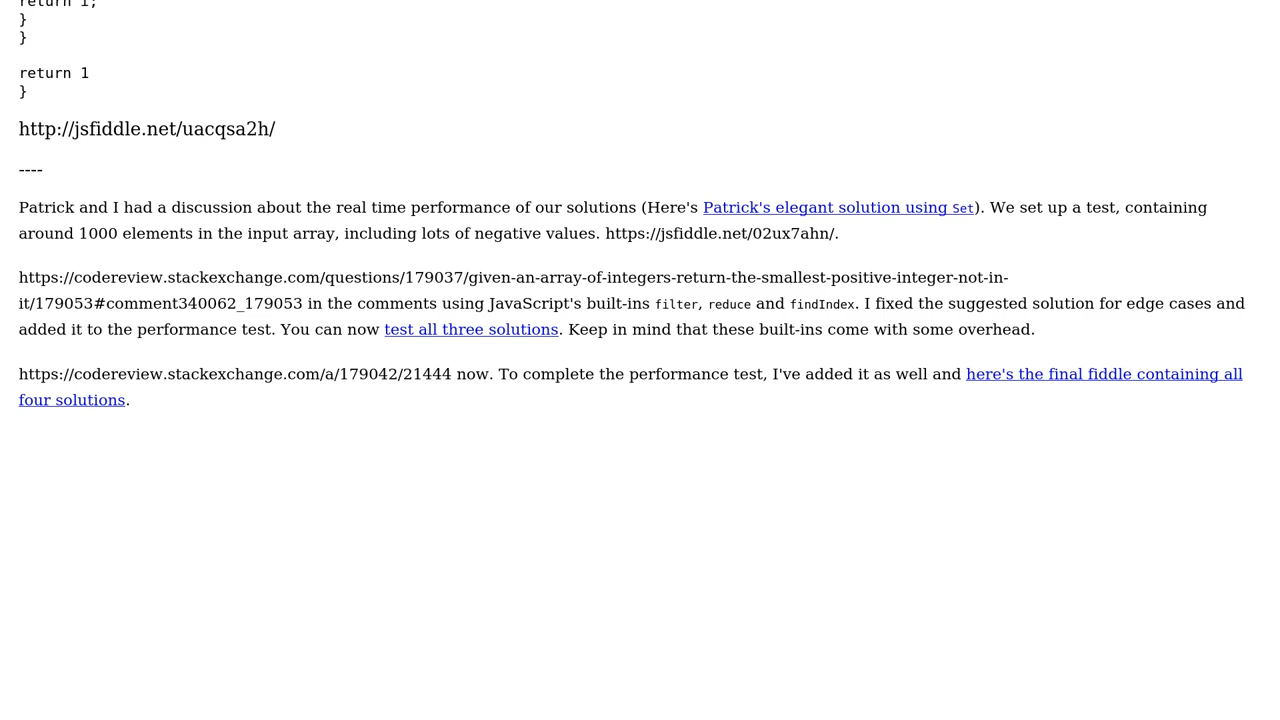 return 1;
}
}
return 1
}
http://jsfiddle.net/uacqsa2h/
----
Patrick and I had a discussion about the real time performance of our solutions (Here's Patrick's elegant solution using Set). We set up a test, containing
around 1000 elements in the input array, including lots of negative values. https://jsfiddle.net/02ux7ahn/.
https://codereview.stackexchange.com/questions/179037/given-an-array-of-integers-return-the-smallest-positive-integer-not-in-
it/179053#comment340062_179053 in the comments using JavaScript's built-ins filter, reduce and findIndex. I fixed the suggested solution for edge cases and
added it to the performance test. You can now test all three solutions. Keep in mind that these built-ins come with some overhead.
https://codereview.stackexchange.com/a/179042/21444 now. To complete the performance test, I've added it as well and here's the final fiddle containing all
four solutions.